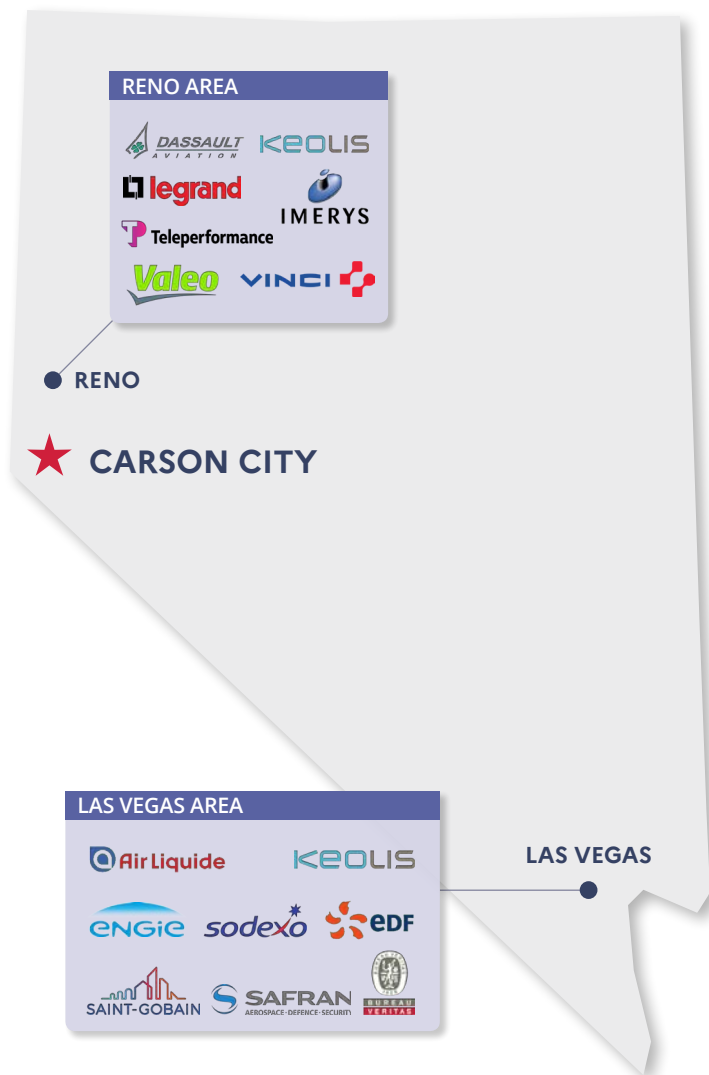 RENO AREA
DASSAULT
AVIATION
KEOLIS
legrand
IMERYS
Teleperformance
Valeo
VINCI
RENO
CARSON CITY
LAS VEGAS AREA
Air Liquide
KEOLIS
LAS VEGAS
ENGIE
sodexo
eDF
SAINT-GOBAIN
SAFRAN
AEROSPACE·DEFENCE·SECURITY
BUREAU
VERITAS